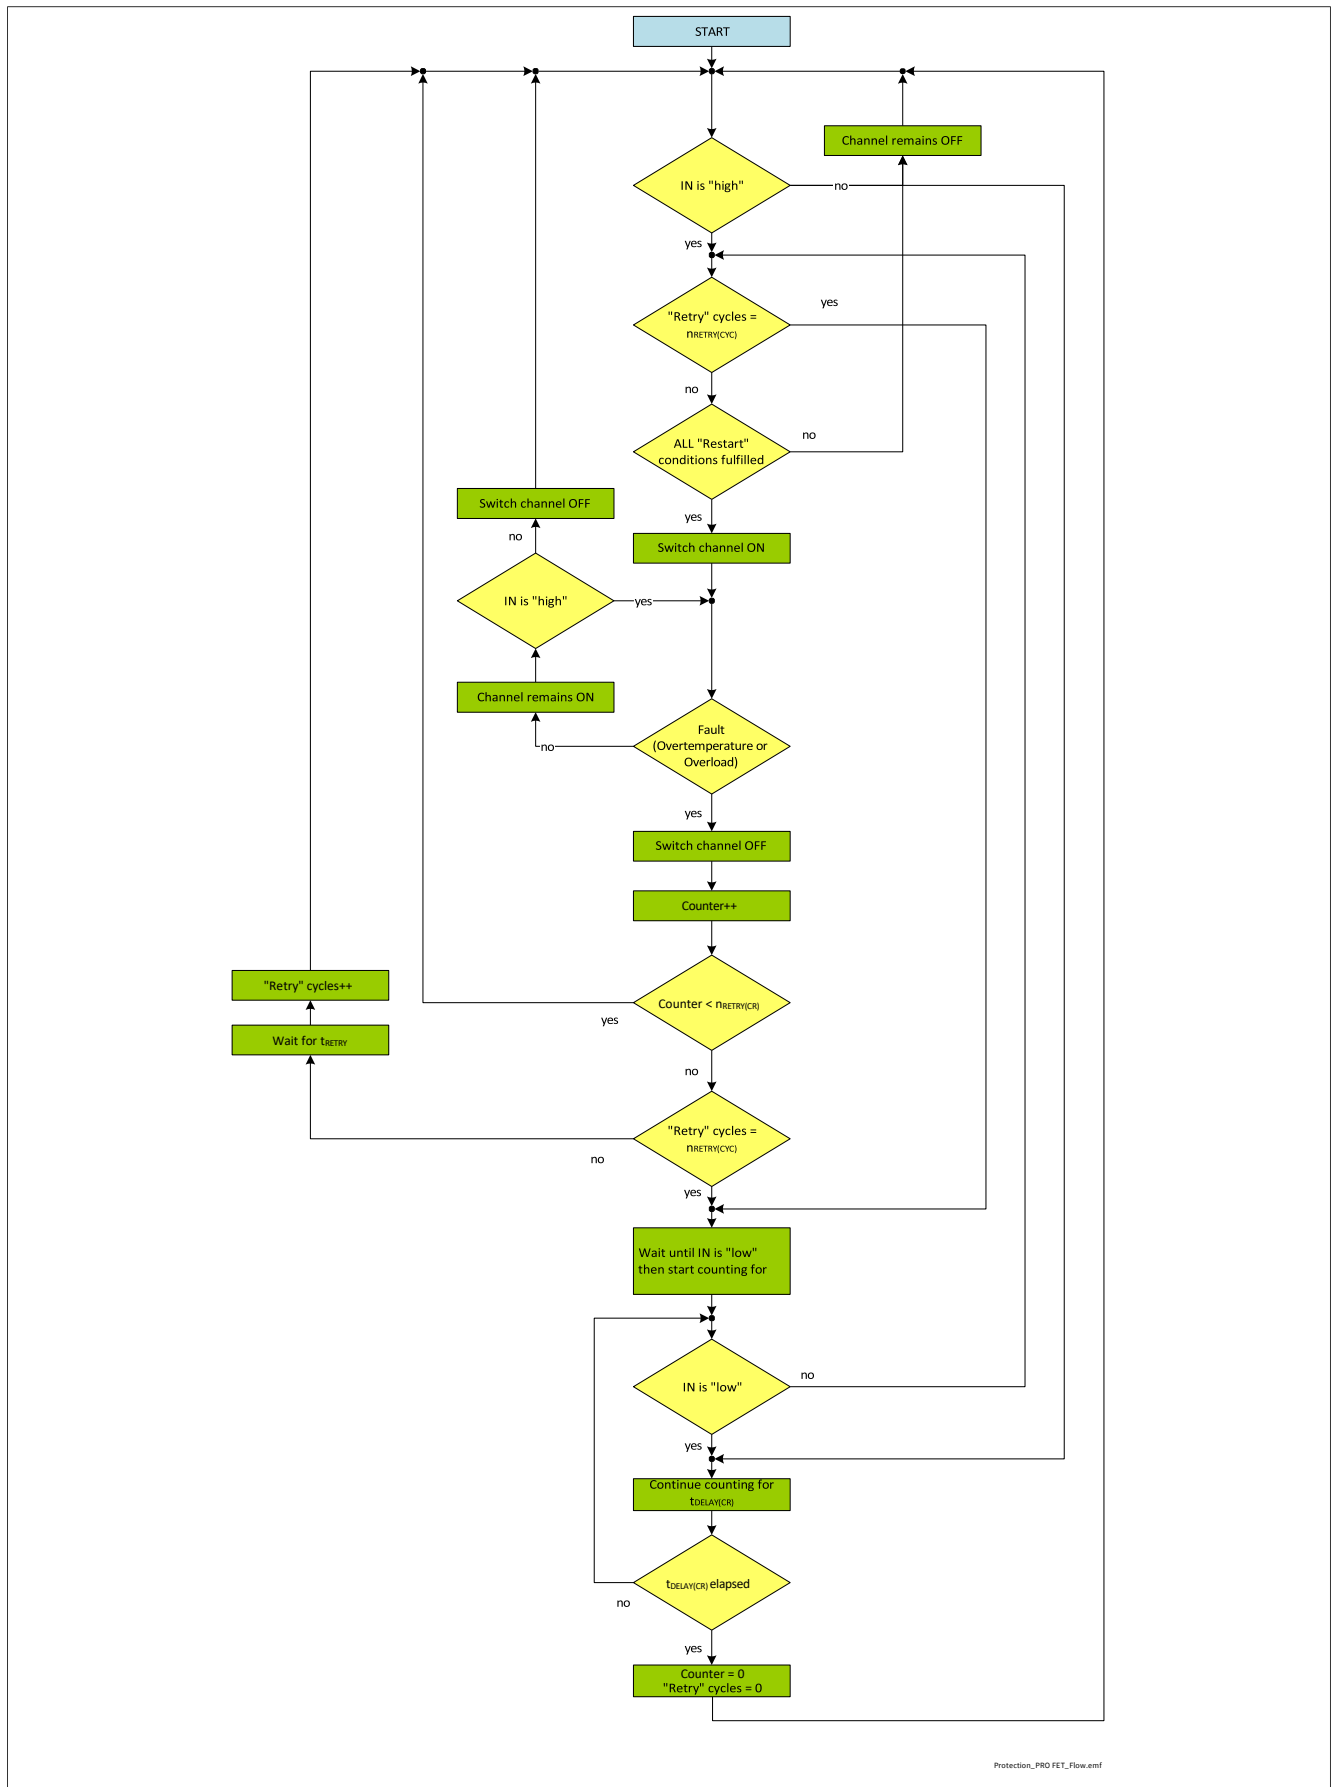 START
Channel remains OFF
IN is "high"
no
yes
"Retry" cycles =
nRETRY(CYC)
yes
no
ALL "Restart"
conditions fulfilled
no
yes
Switch channel OFF
no
Switch channel ON
IN is "high"
yes
Channel remains ON
no
Fault
(Overtemperature or
Overload)
yes
Switch channel OFF
Counter++
"Retry" cycles++
Counter < nRETRY(CR)
yes
Wait for tRETRY
no
"Retry" cycles =
nRETRY(CYC)
no
yes
Wait until IN is "low"
then start counting for
IN is "low"
no
yes
Continue counting for
tDELAY(CR)
tDELAY(CR) elapsed
no
yes
Counter = 0
"Retry" cycles = 0
Protection_PRO FET_Flow.emf